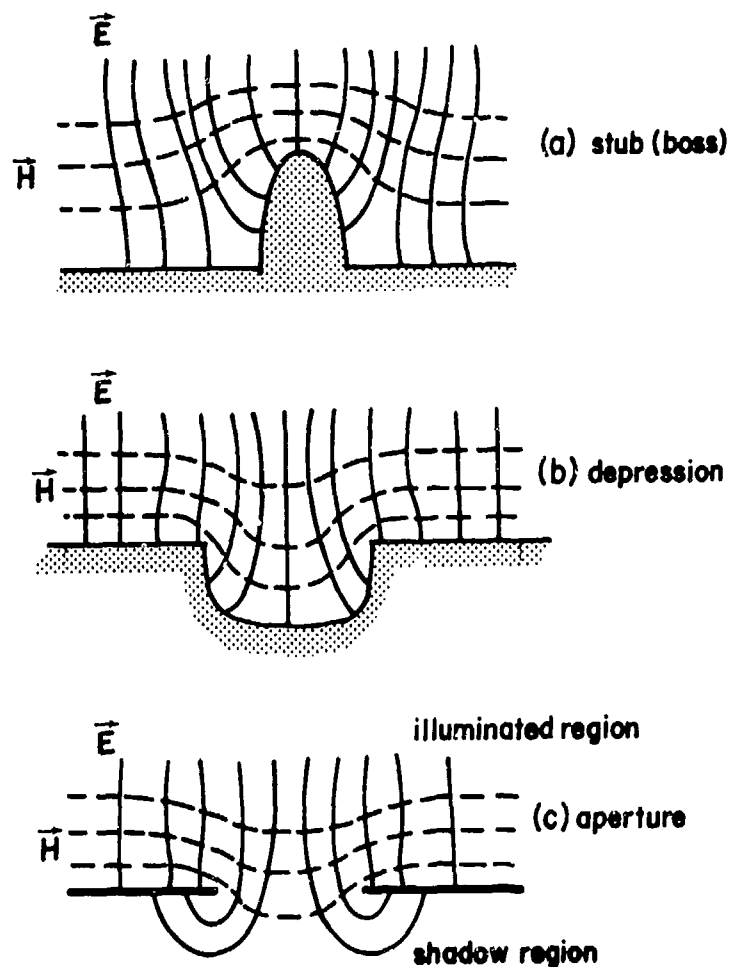 E⃗
(a) stub (boss)
H⃗
E⃗
H⃗
(b) depression
illuminated region
E⃗
(c) aperture
H⃗
shadow region